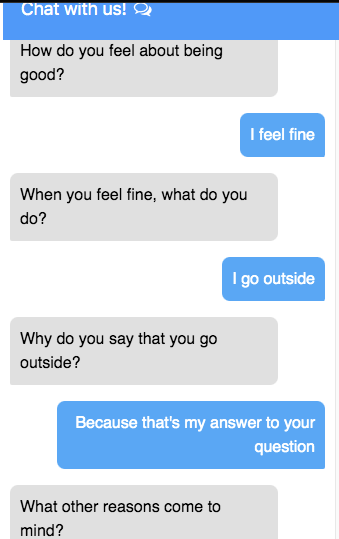 Chat with us!
How do you feel about being
good?
I feel fine
When you feel fine, what do you
do?
I go outside
Why do you say that you go
outside?
Because that's my answer to your
question
What other reasons come to
mind?